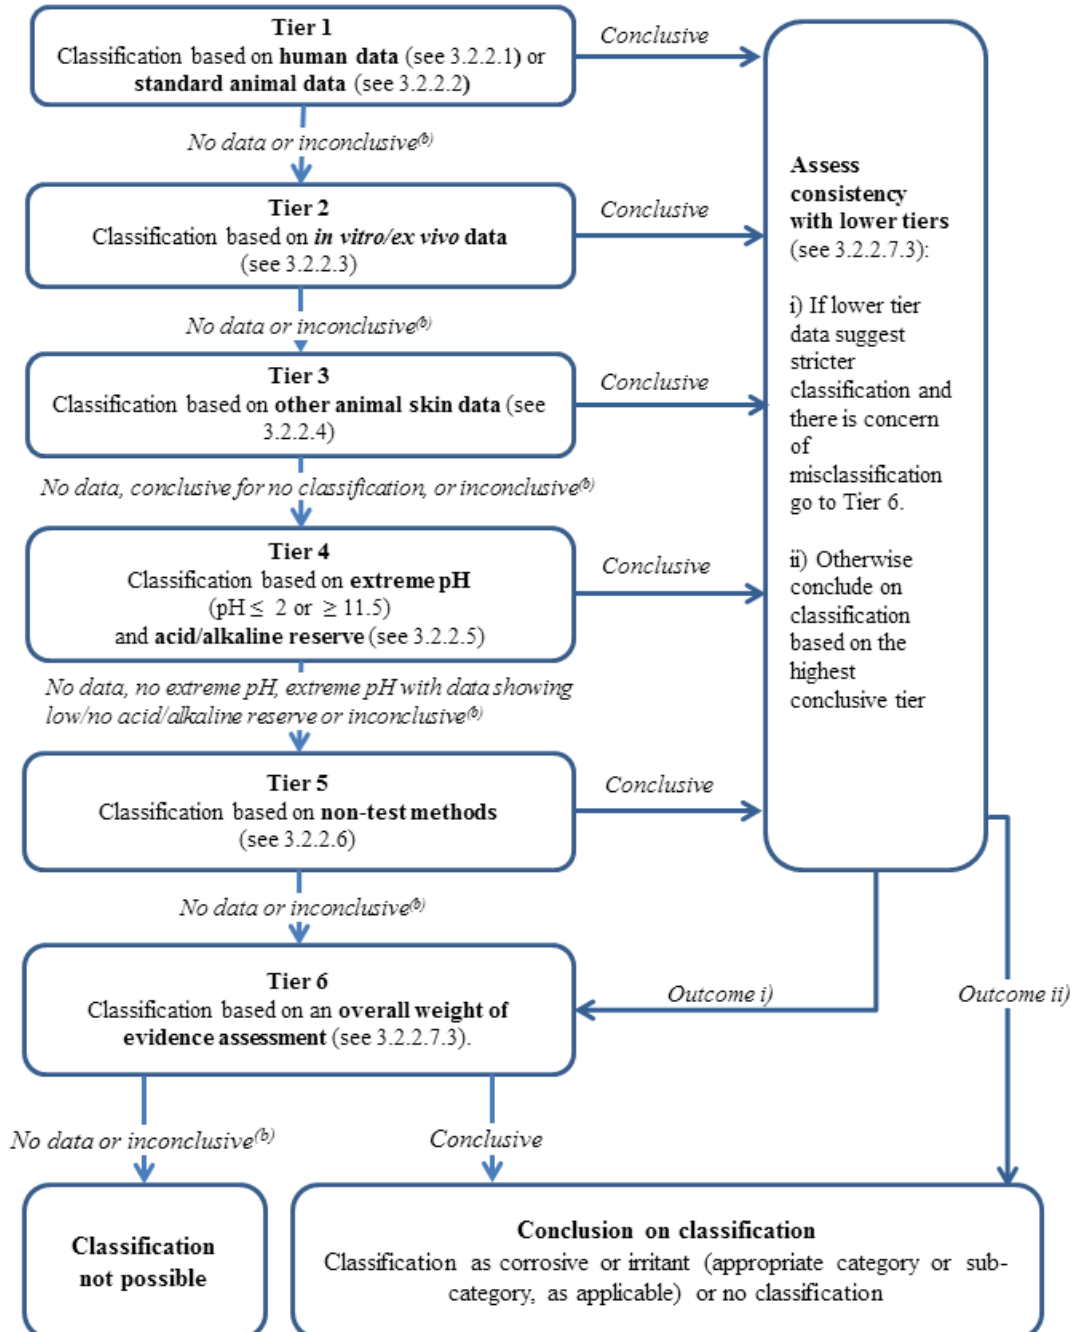 Tier 1
Classification based on human data (see 3.2.2.1) or
standard animal data (see 3.2.2.2)
Conclusive
No data or inconclusive(b)
Tier 2
Classification based on in vitro/ex vivo data
(see 3.2.2.3)
Conclusive
No data or inconclusive(b)
Tier 3
Classification based on other animal skin data (see
3.2.2.4)
Conclusive
No data, conclusive for no classification, or inconclusive(b)
Tier 4
Classification based on extreme pH
(pH ≤ 2 or ≥ 11.5)
and acid/alkaline reserve (see 3.2.2.5)
Conclusive
No data, no extreme pH, extreme pH with data showing
low/no acid/alkaline reserve or inconclusive(b)
Tier 5
Classification based on non-test methods
(see 3.2.2.6)
Conclusive
No data or inconclusive(b)
Assess
consistency
with lower tiers
(see 3.2.2.7.3):
i) If lower tier
data suggest
stricter
classification and
there is concern
of
misclassification
go to Tier 6.
ii) Otherwise
conclude on
classification
based on the
highest
conclusive tier
Tier 6
Classification based on an overall weight of
evidence assessment (see 3.2.2.7.3).
Outcome i)
Outcome ii)
No data or inconclusive(b)
Conclusive
Classification
not possible
Conclusion on classification
Classification as corrosive or irritant (appropriate category or sub-
category, as applicable) or no classification